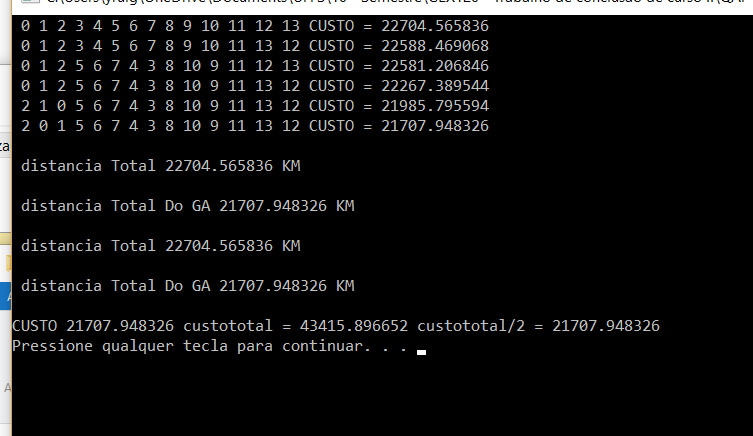 0 1 2 3 4 5 6 7 8 9 10 11 12 13 CUSTO = 22704.565836
0 1 2 3 4 5 6 7 8 9 10 11 13 12 CUSTO = 22588.469068
0 1 2 5 6 7 4 3 8 10 9 11 12 13 CUSTO = 22581.206846
0 1 2 5 6 7 4 3 8 10 9 11 13 12 CUSTO = 22267.389544
2 1 0 5 6 7 4 3 8 10 9 11 13 12 CUSTO = 21985.795594
2 0 1 5 6 7 4 3 8 10 9 11 13 12 CUSTO = 21707.948326
distancia Total 22704.565836 KM
distancia Total Do GA 21707.948326 KM
distancia Total 22704.565836 KM
distancia Total Do GA 21707.948326 KM
CUSTO 21707.948326 custototal = 43415.896652 custototal/2 = 21707.948326
Pressione qualquer tecla para continuar. . .